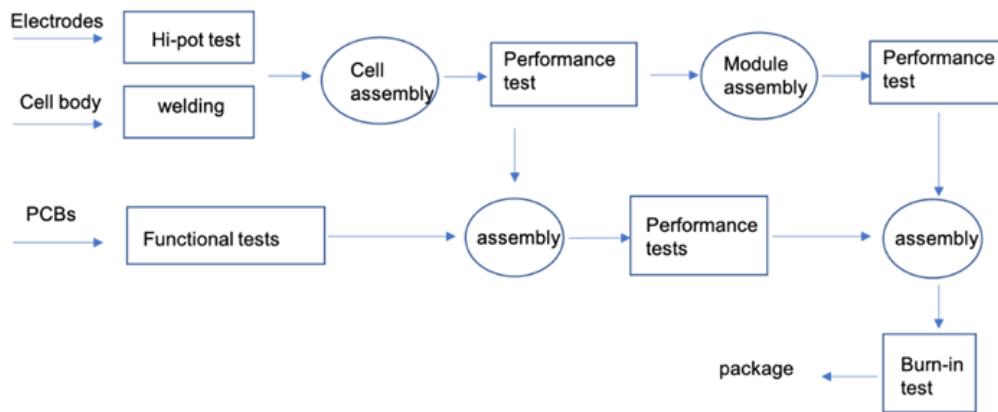 Electrodes
Hi-pot test
Cell
assembly
Performance
test
Module
assembly
Performance
test
Cell body
welding
PCBs
Functional tests
assembly
Performance
tests
assembly
package
Burn-in
test